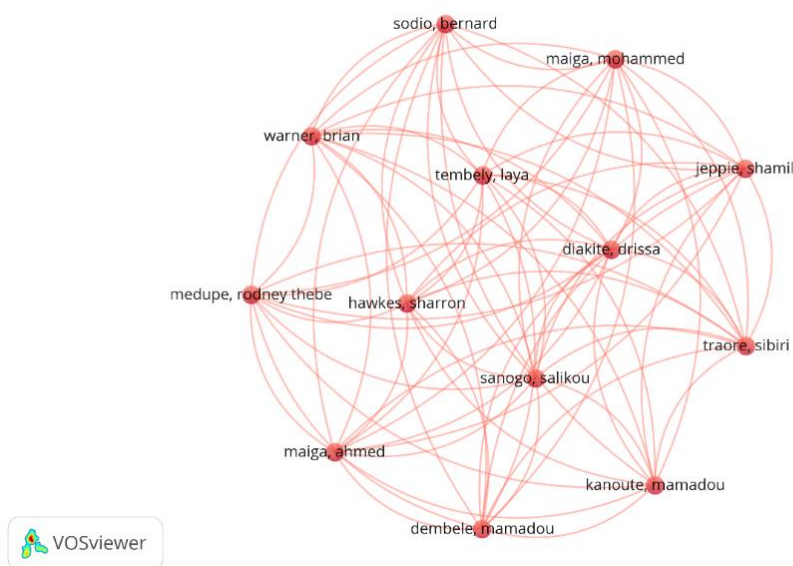 sodio, bernard
maiga, mohammed
warner, brian
jeppie, shamil
tembely, laya
diakite, drissa
medupe, rodney thebe
hawkes, sharron
traore, sibiri
sanogo, salikou
maiga, ahmed
kanoute, mamadou
dembele, mamadou
VOSviewer